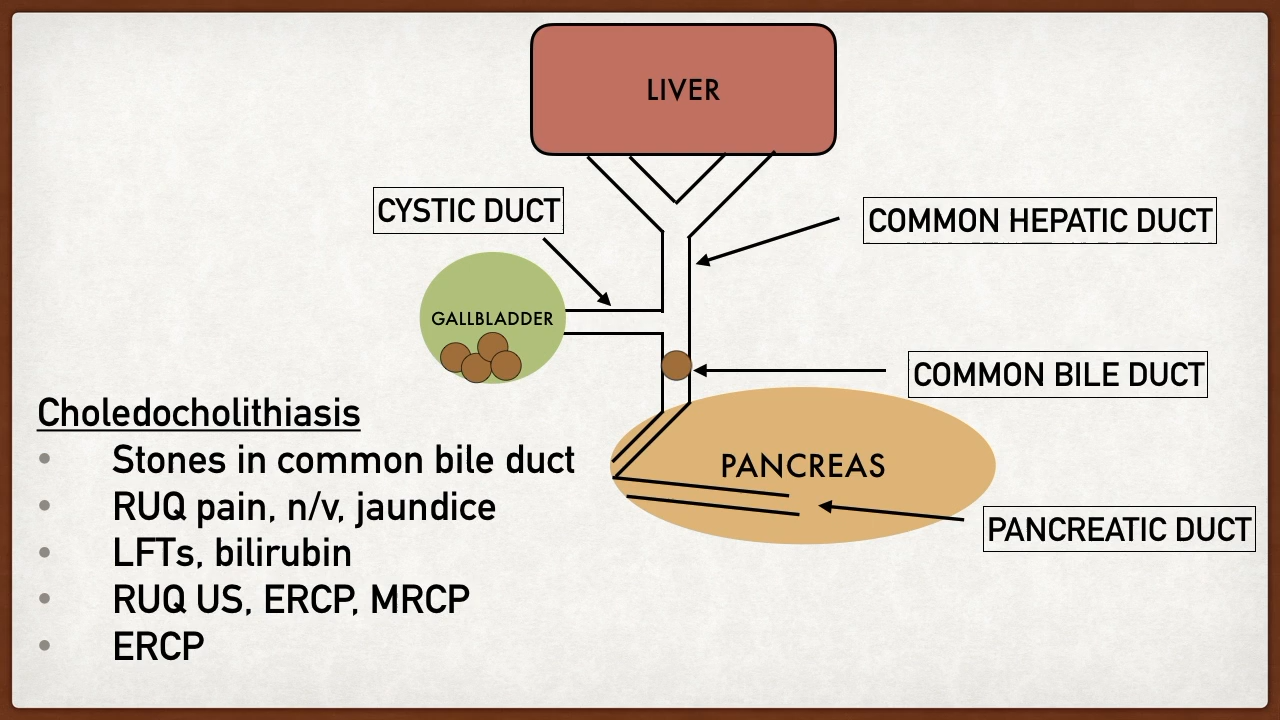 LIVER
CYSTIC DUCT
COMMON HEPATIC DUCT
GALLBLADDER
COMMON BILE DUCT
Choledocholithiasis
• Stones in common bile duct
• RUQ pain, n/v, jaundice
• LFTs, bilirubin
• RUQ US, ERCP, MRCP
• ERCP
PANCREAS
PANCREATIC DUCT